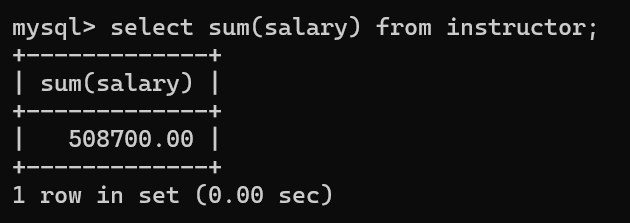 mysql> select sum(salary) from instructor;
+-------------+
| sum(salary) |
+-------------+
|   508700.00 |
+-------------+
1 row in set (0.00 sec)